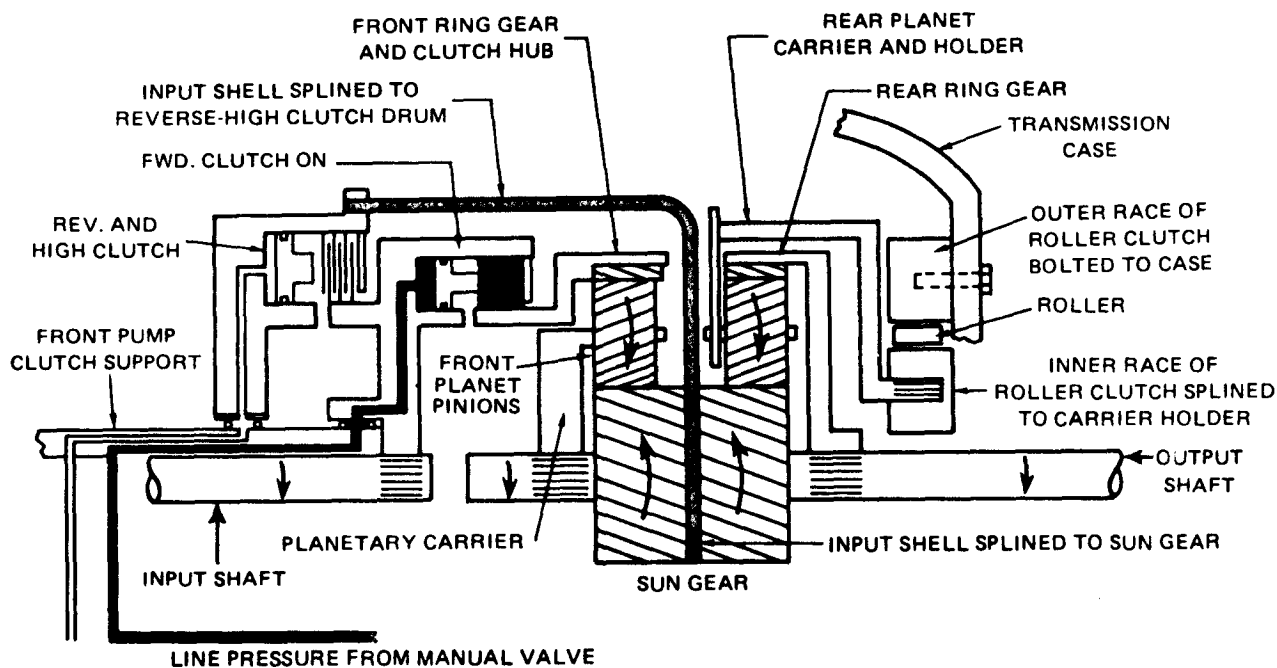 FRONT RING GEAR
AND CLUTCH HUB
REAR PLANET
CARRIER AND HOLDER
INPUT SHELL SPLINED TO
REVERSE-HIGH CLUTCH DRUM
REAR RING GEAR
TRANSMISSION
CASE
FWD. CLUTCH ON
REV. AND
HIGH CLUTCH
OUTER RACE OF
ROLLER CLUTCH
BOLTED TO CASE
ROLLER
FRONT PUMP
CLUTCH SUPPORT
FRONT
PLANET
PINIONS
INNER RACE OF
ROLLER CLUTCH SPLINED
TO CARRIER HOLDER
OUTPUT
SHAFT
PLANETARY CARRIER
INPUT SHELL SPLINED TO SUN GEAR
INPUT SHAFT
SUN GEAR
LINE PRESSURE FROM MANUAL VALVE